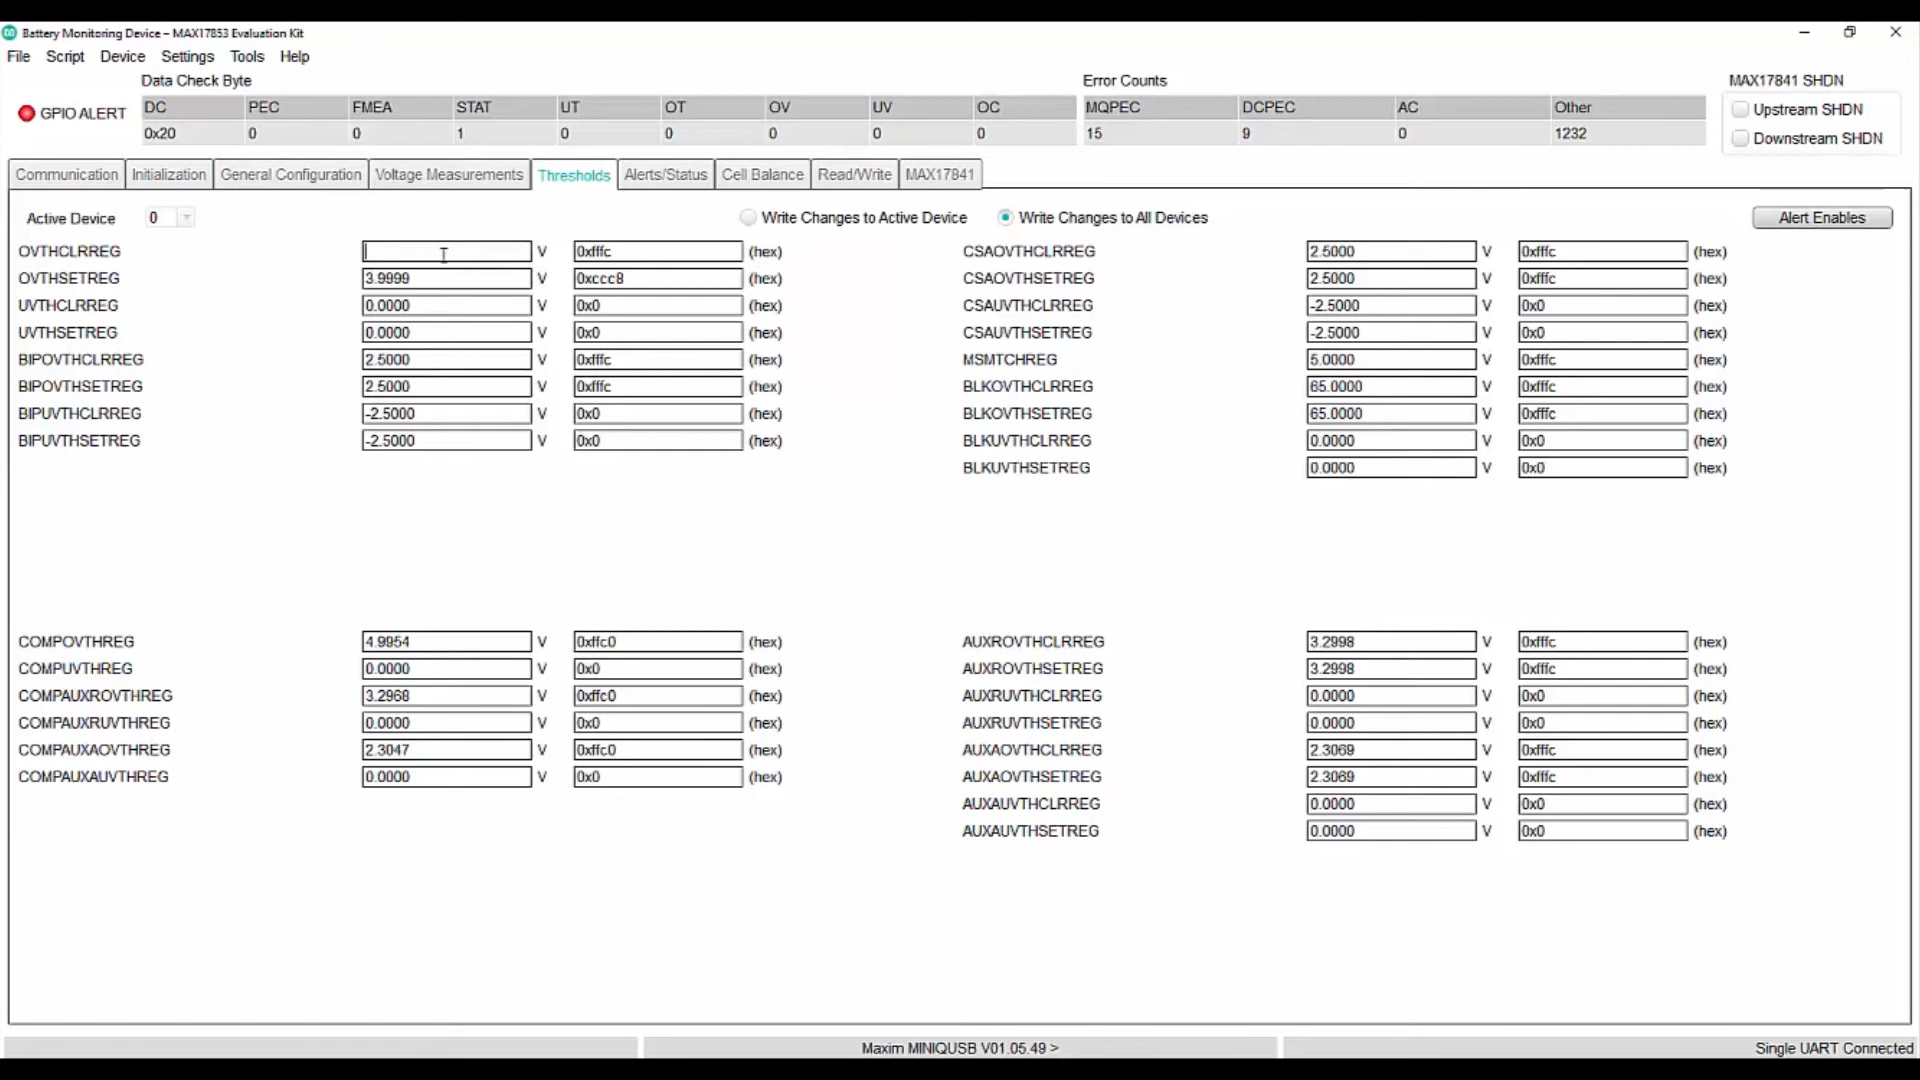 Battery Monitoring Device – MAX17853 Evaluation Kit
File Script Device Settings Tools Help
Data Check Byte Error Counts MAX17841 SHDN
GPIO ALERT DC PEC FMEA STAT UT OT OV UV OC MQPEC DCPEC AC Other Upstream SHDN
0x20 0 0 1 0 0 0 0 0 15 9 0 1232 Downstream SHDN
Communication Initialization General Configuration Voltage Measurements Thresholds Alerts/Status Cell Balance Read/Write MAX17841
Active Device 0 Write Changes to Active Device Write Changes to All Devices Alert Enables
OVTHCLRREG V 0xfffc (hex) CSAOVTHCLRREG 2.5000 V 0xfffc (hex)
OVTHSETREG 3.9999 V 0xccc8 (hex) CSAOVTHSETREG 2.5000 V 0xfffc (hex)
UVTHCLRREG 0.0000 V 0x0 (hex) CSAUVTHCLRREG -2.5000 V 0x0 (hex)
UVTHSETREG 0.0000 V 0x0 (hex) CSAUVTHSETREG -2.5000 V 0x0 (hex)
BIPOVTHCLRREG 2.5000 V 0xfffc (hex) MSMTCHREG 5.0000 V 0xfffc (hex)
BIPOVTHSETREG 2.5000 V 0xfffc (hex) BLKOVTHCLRREG 65.0000 V 0xfffc (hex)
BIPUVTHCLRREG -2.5000 V 0x0 (hex) BLKOVTHSETREG 65.0000 V 0xfffc (hex)
BIPUVTHSETREG -2.5000 V 0x0 (hex) BLKUVTHCLRREG 0.0000 V 0x0 (hex)
BLKUVTHSETREG 0.0000 V 0x0 (hex)
COMPOVTHREG 4.9954 V 0xffc0 (hex) AUXROVTHCLRREG 3.2998 V 0xfffc (hex)
COMPUVTHREG 0.0000 V 0x0 (hex) AUXROVTHSETREG 3.2998 V 0xfffc (hex)
COMPAUXROVTHREG 3.2968 V 0xffc0 (hex) AUXRUVTHCLRREG 0.0000 V 0x0 (hex)
COMPAUXRUVTHREG 0.0000 V 0x0 (hex) AUXRUVTHSETREG 0.0000 V 0x0 (hex)
COMPAUXAOVTHREG 2.3047 V 0xffc0 (hex) AUXAOVTHCLRREG 2.3069 V 0xfffc (hex)
COMPAUXAUVTHREG 0.0000 V 0x0 (hex) AUXAOVTHSETREG 2.3069 V 0xfffc (hex)
AUXAUVTHCLRREG 0.0000 V 0x0 (hex)
AUXAUVTHSETREG 0.0000 V 0x0 (hex)
Maxim MINIQUSB V01.05.49 > Single UART Connected